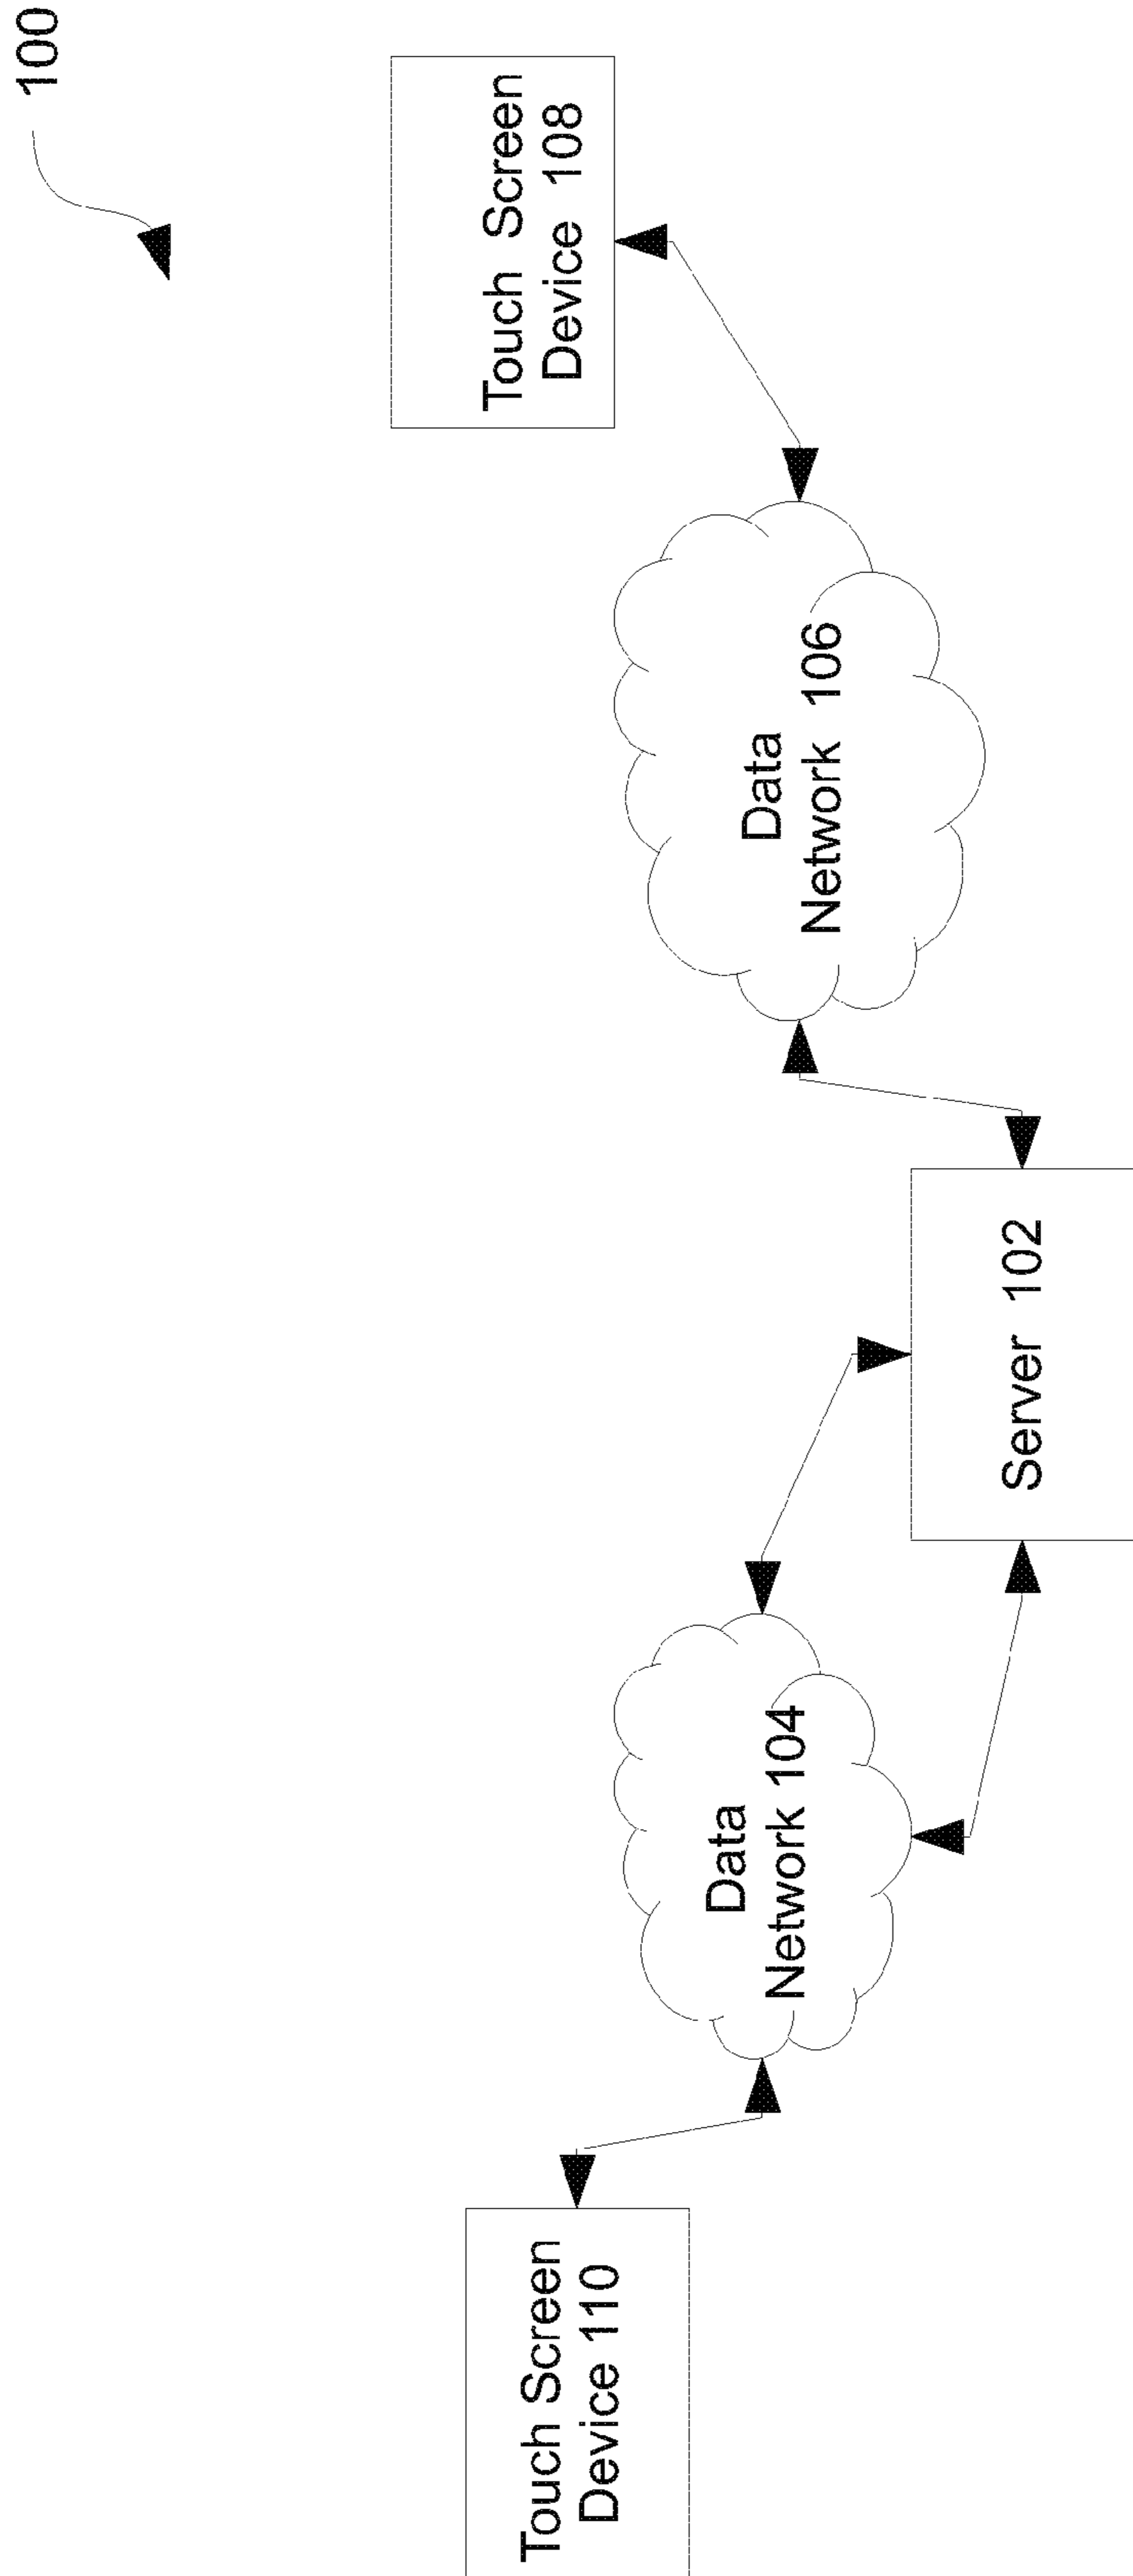 100
Touch Screen
Device 108
Data
Network 106
Server 102
Data
Network 104
Touch Screen
Device 110